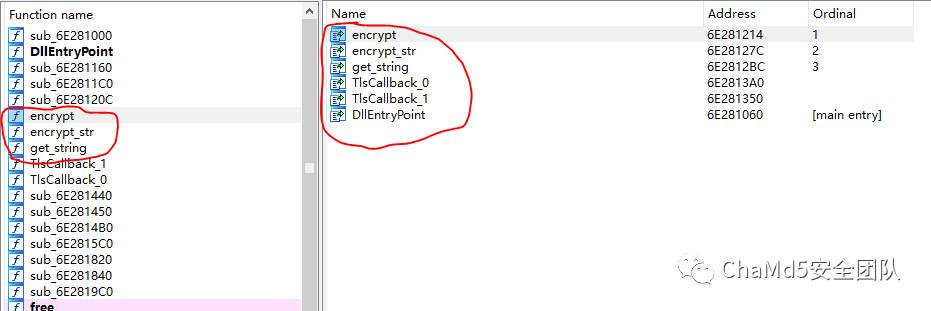 Function name
f sub_6E281000
f DllEntryPoint
f sub_6E281160
f sub_6E2811C0
f sub_6E28120C
f encrypt
f encrypt_str
f get_string
f TlsCallback_1
f TlsCallback_0
f sub_6E281440
f sub_6E281450
f sub_6E2814B0
f sub_6E2815C0
f sub_6E281820
f sub_6E281840
f sub_6E2819C0
f free
Name Address Ordinal
encrypt 6E281214 1
encrypt_str 6E28127C 2
get_string 6E2812BC 3
TlsCallback_0 6E2813A0
TlsCallback_1 6E281350
DllEntryPoint 6E281060 [main entry]
ChaMd5安全团队